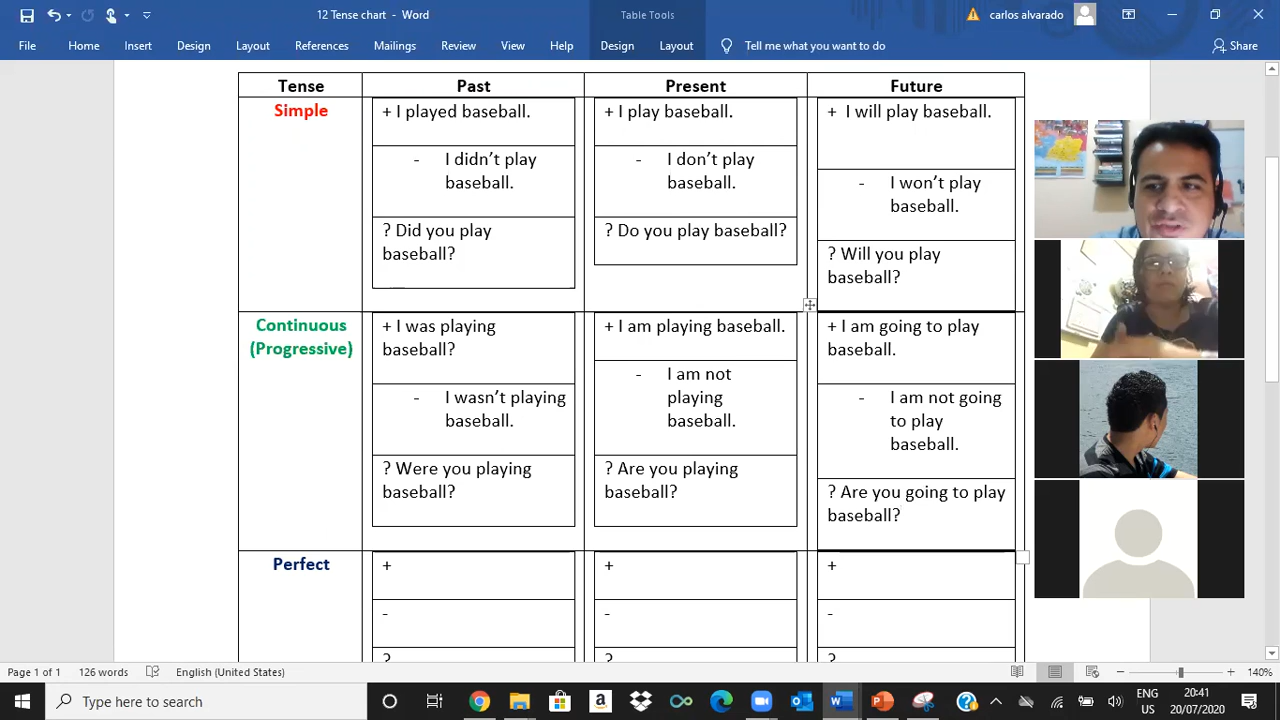 12 Tense chart - Word
Table Tools
carlos alvarado
File Home Insert Design Layout References Mailings Review View Help Design Layout Tell me what you want to do Share
Tense Past Present Future
Simple
+ I played baseball.
- I didn't play
baseball.
? Did you play
baseball?
+ I play baseball.
- I don't play
baseball.
? Do you play baseball?
+ I will play baseball.
- I won't play
baseball.
? Will you play
baseball?
Continuous
(Progressive)
+ I was playing
baseball?
- I wasn't playing
baseball.
? Were you playing
baseball?
+ I am playing baseball.
- I am not
playing
baseball.
? Are you playing
baseball?
+ I am going to play
baseball.
- I am not going
to play
baseball.
? Are you going to play
baseball?
Perfect
+
-
?
+
-
?
+
-
?
Page 1 of 1 126 words English (United States) 140%
Type here to search
ENG
US
20:41
20/07/2020